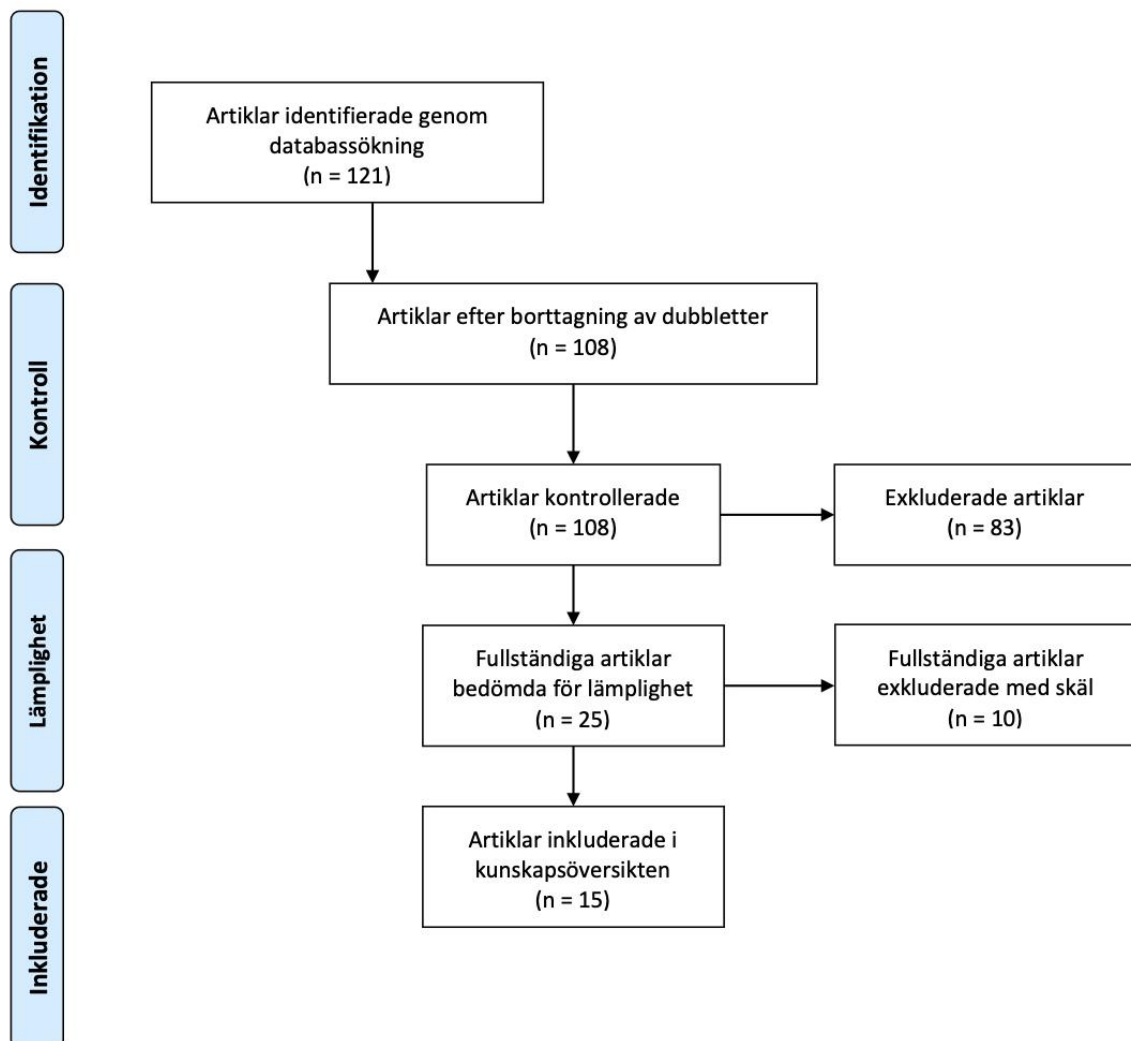 Identifikation
Artiklar identifierade genom
databassökning
(n = 121)
Kontroll
Artiklar efter borttagning av dubbletter
(n = 108)
Artiklar kontrollerade
(n = 108)
Exkluderade artiklar
(n = 83)
Lämplighet
Fullständiga artiklar
bedömda för lämplighet
(n = 25)
Fullständiga artiklar
exkluderade med skäl
(n = 10)
Inkluderade
Artiklar inkluderade i
kunskapsöversikten
(n = 15)